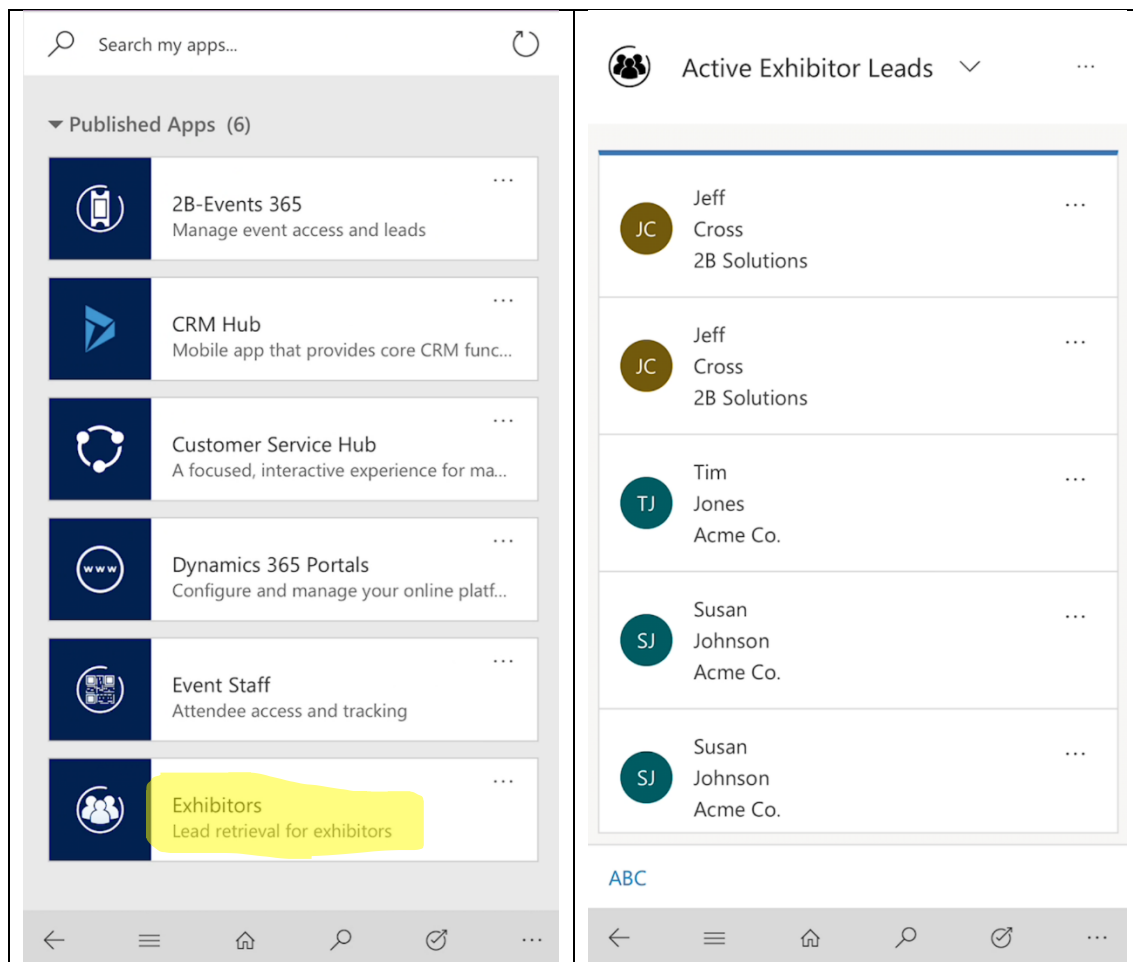 Search my apps...
Published Apps (6)
2B-Events 365
Manage event access and leads
CRM Hub
Mobile app that provides core CRM func...
Customer Service Hub
A focused, interactive experience for ma...
www
Dynamics 365 Portals
Configure and manage your online platf...
Event Staff
Attendee access and tracking
Exhibitors
Lead retrieval for exhibitors
Active Exhibitor Leads
JC
Jeff
Cross
2B Solutions
JC
Jeff
Cross
2B Solutions
TJ
Tim
Jones
Acme Co.
SJ
Susan
Johnson
Acme Co.
SJ
Susan
Johnson
Acme Co.
ABC